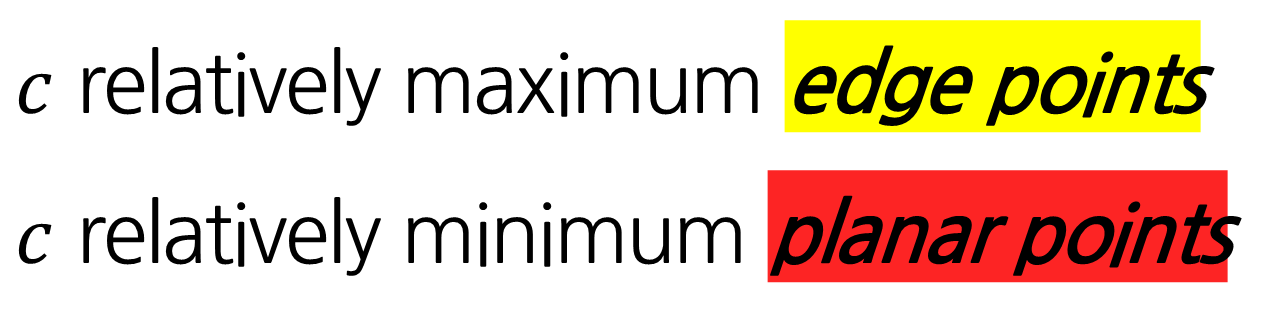 c relatively maximum edge points
c relatively minimum planar points